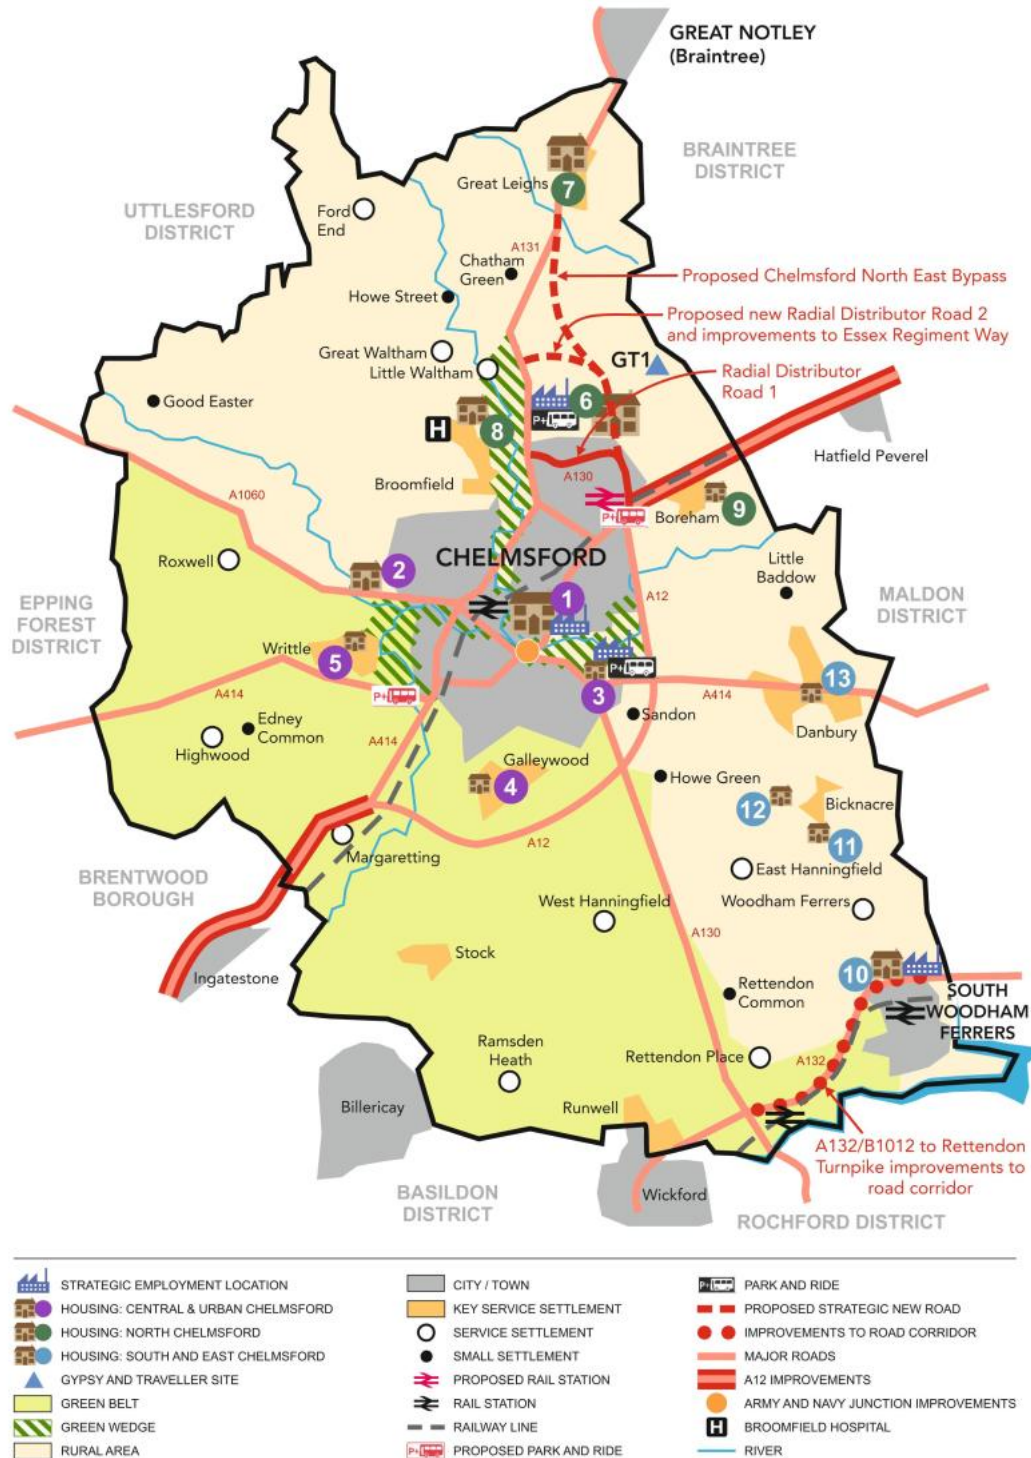 GREAT NOTLEY
(Braintree)
BRAINTREE
DISTRICT
UTTLESFORD
DISTRICT
Great Leighs
7
Ford
End
A131
Chatham
Green
Proposed Chelmsford North East Bypass
Howe Street
Proposed new Radial Distributor Road 2
and improvements to Essex Regiment Way
Great Waltham
Little Waltham
GT1
Radial Distributor
Road 1
Good Easter
6
P+
H
8
Hatfield Peverel
Broomfield
A130
A1060
Boreham
9
P+
CHELMSFORD
Roxwell
2
Little
Baddow
EPPING
FOREST
DISTRICT
1
A12
MALDON
DISTRICT
Writtle
5
P+
3
P+
13
A414
A414
Sandon
Danbury
Edney
Common
Highwood
A414
Galleywood
Howe Green
4
12
Bicknacre
11
A12
Margaretting
East Hanningfield
BRENTWOOD
BOROUGH
West Hanningfield
Woodham Ferrers
A130
Stock
Ingatestone
10
Rettendon
Common
SOUTH
WOODHAM
FERRERS
Ramsden
Heath
Rettendon Place
A132
Billericay
Runwell
A132/B1012 to Rettendon
Turnpike improvements to
road corridor
BASILDON
DISTRICT
Wickford
ROCHFORD DISTRICT
STRATEGIC EMPLOYMENT LOCATION
HOUSING: CENTRAL & URBAN CHELMSFORD
HOUSING: NORTH CHELMSFORD
HOUSING: SOUTH AND EAST CHELMSFORD
GYPSY AND TRAVELLER SITE
GREEN BELT
GREEN WEDGE
RURAL AREA
CITY / TOWN
KEY SERVICE SETTLEMENT
SERVICE SETTLEMENT
SMALL SETTLEMENT
PROPOSED RAIL STATION
RAIL STATION
RAILWAY LINE
P+ PROPOSED PARK AND RIDE
P+ PARK AND RIDE
PROPOSED STRATEGIC NEW ROAD
IMPROVEMENTS TO ROAD CORRIDOR
MAJOR ROADS
A12 IMPROVEMENTS
ARMY AND NAVY JUNCTION IMPROVEMENTS
H BROOMFIELD HOSPITAL
RIVER